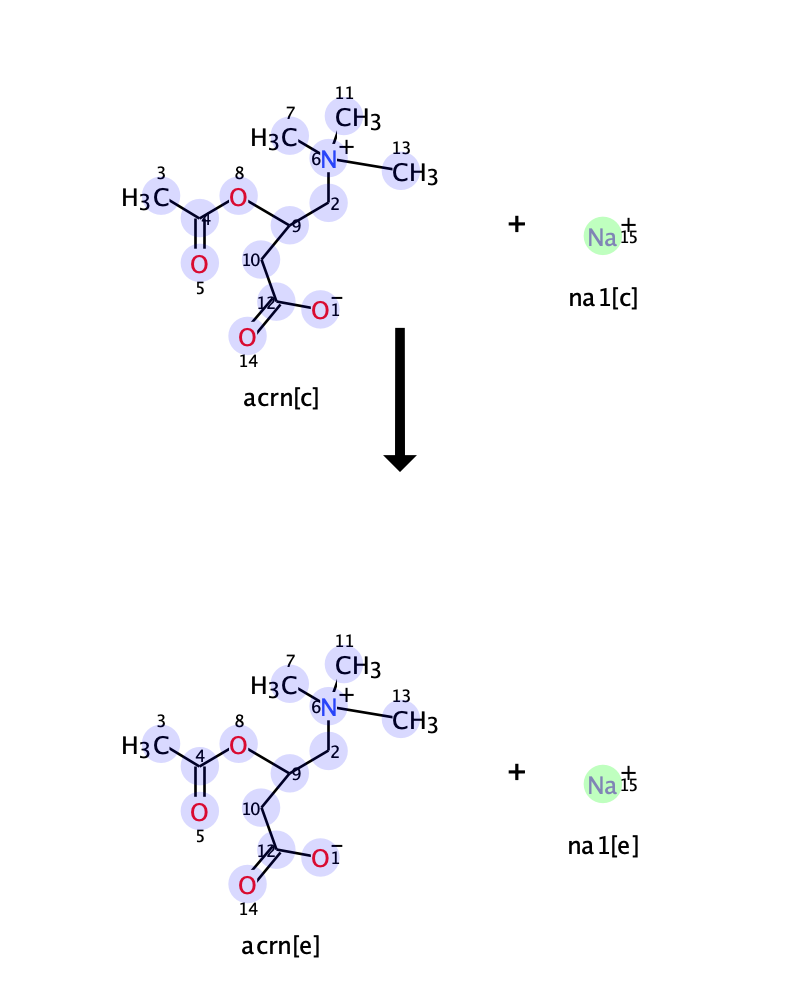 11
7
CH3
H3C
+
6
N
13
CH3
3
8
H3C
O
2
4
9
+
Na
+
15
O
5
10
na1[c]
12
O
1
−
O
14
acrn[c]
11
7
CH3
H3C
+
6
N
13
CH3
3
8
H3C
O
4
2
9
+
Na
+
15
O
5
10
na1[e]
12
O
1
−
O
14
acrn[e]